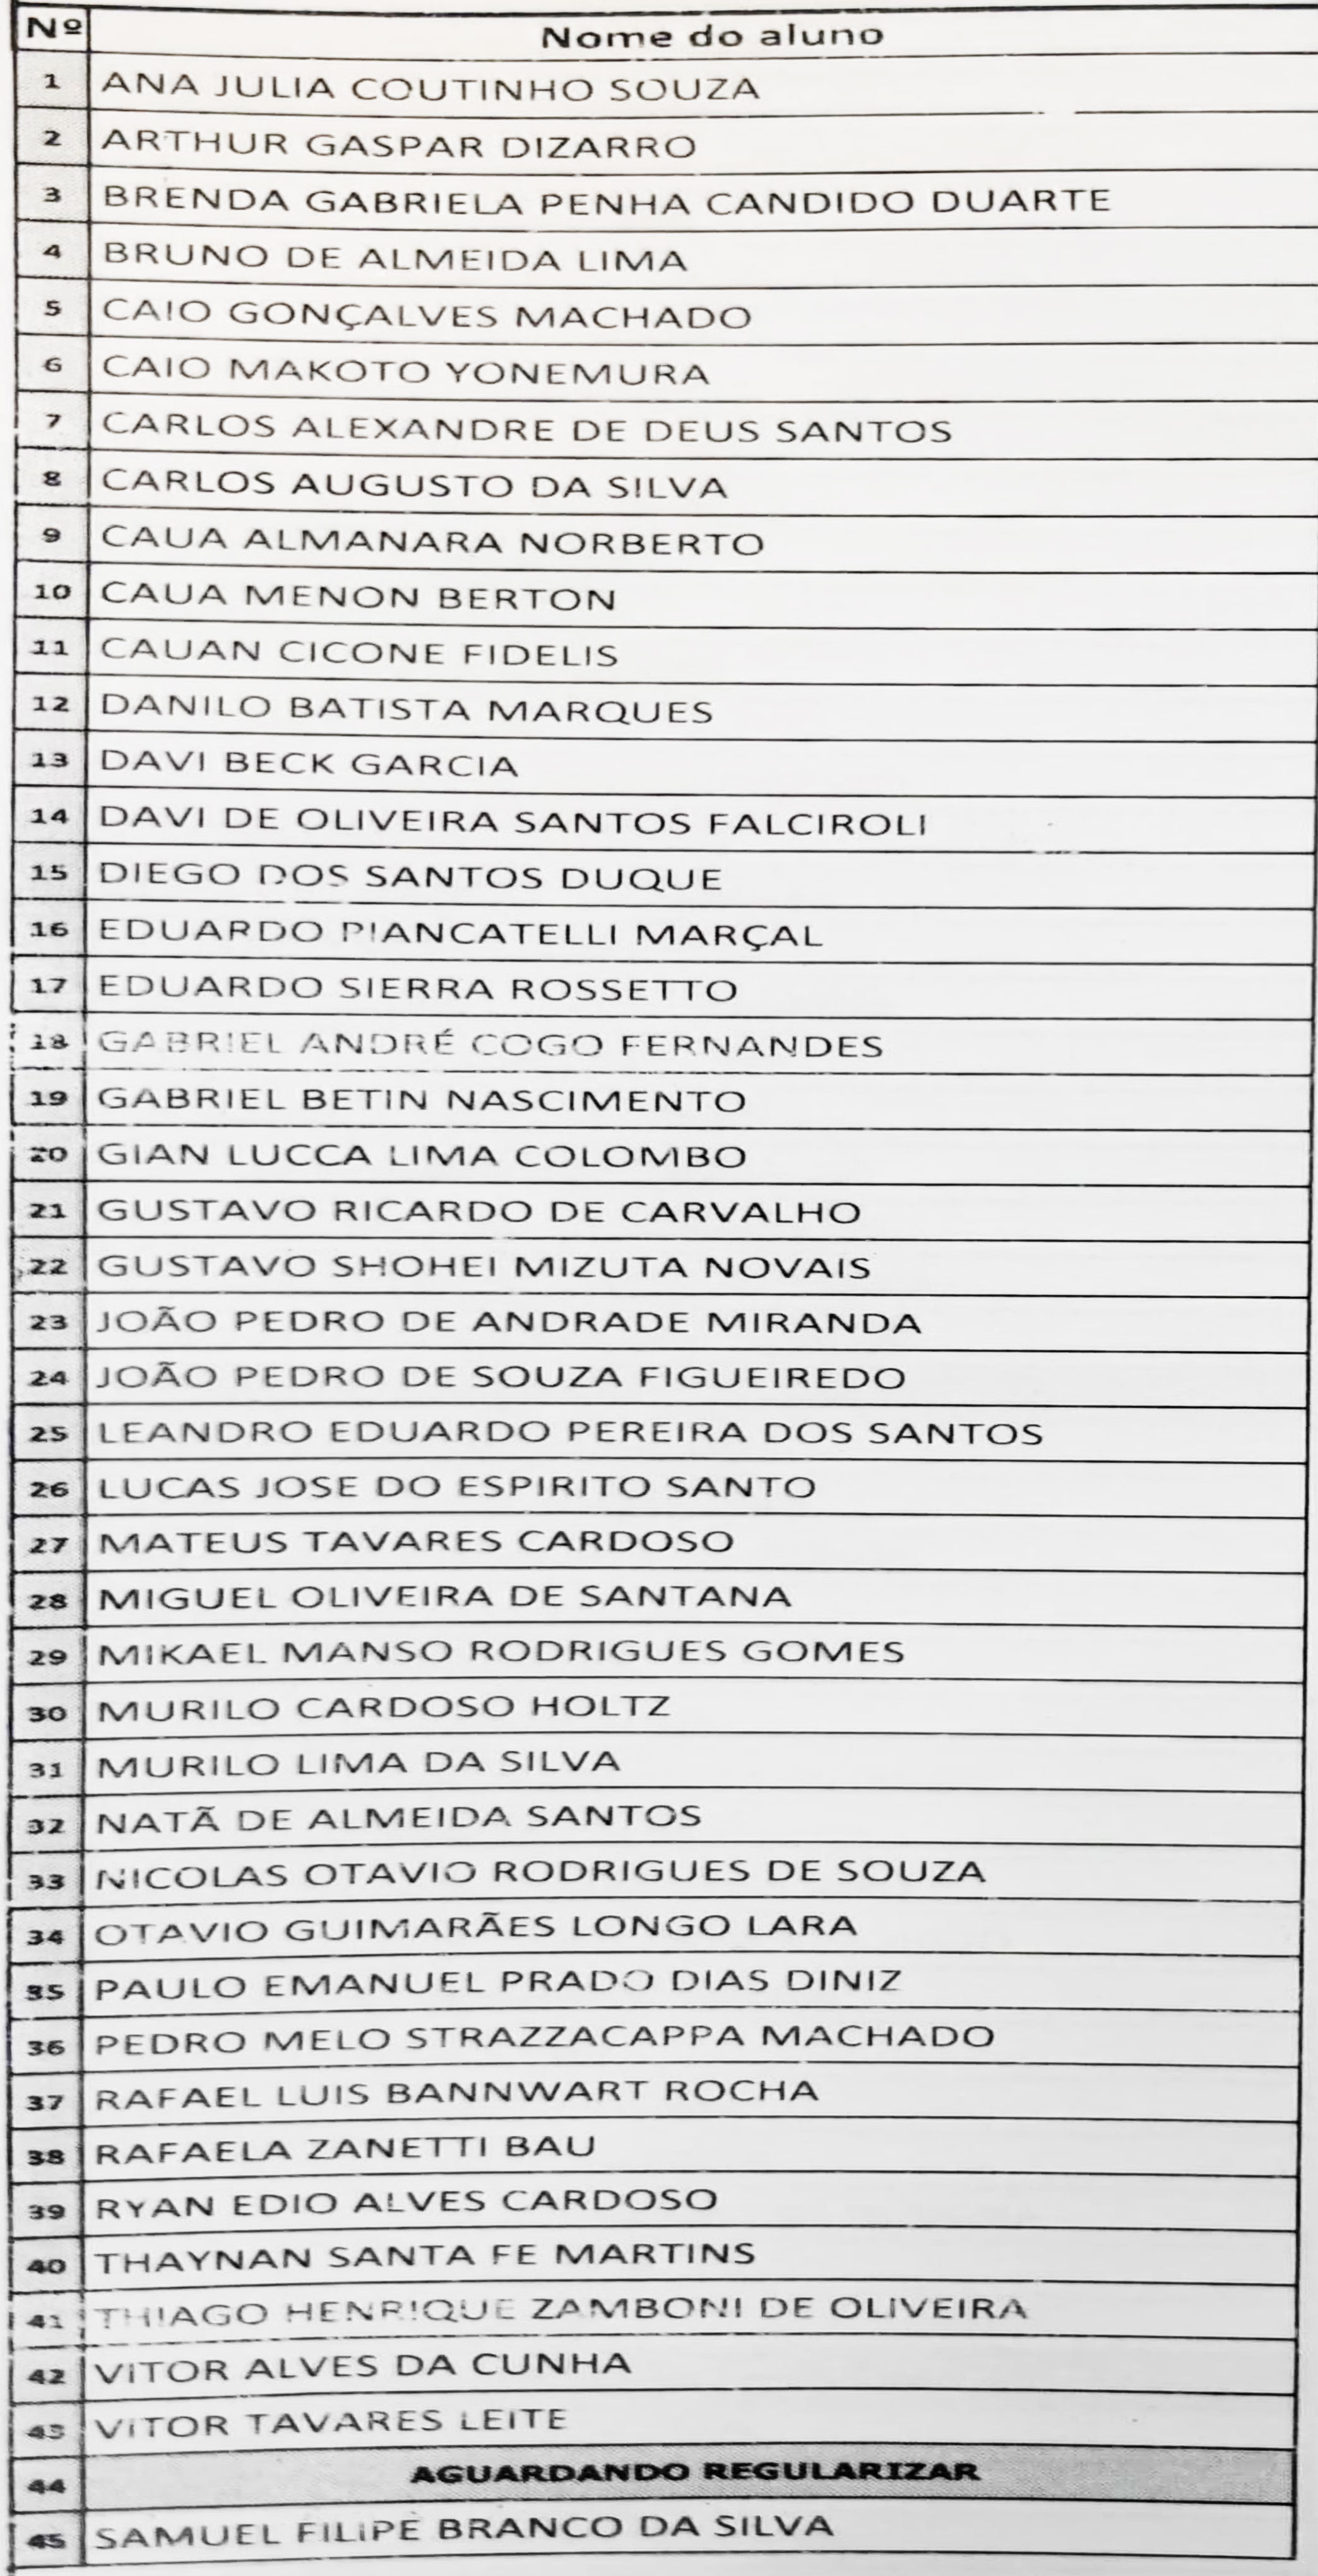 Nº Nome do aluno
1 ANA JULIA COUTINHO SOUZA
2 ARTHUR GASPAR DIZARRO
3 BRENDA GABRIELA PENHA CANDIDO DUARTE
4 BRUNO DE ALMEIDA LIMA
5 CAIO GONÇALVES MACHADO
6 CAIO MAKOTO YONEMURA
7 CARLOS ALEXANDRE DE DEUS SANTOS
8 CARLOS AUGUSTO DA SILVA
9 CAUA ALMANARA NORBERTO
10 CAUA MENON BERTON
11 CAUAN CICONE FIDELIS
12 DANILO BATISTA MARQUES
13 DAVI BECK GARCIA
14 DAVI DE OLIVEIRA SANTOS FALCIROLI
15 DIEGO DOS SANTOS DUQUE
16 EDUARDO PIANCATELLI MARÇAL
17 EDUARDO SIERRA ROSSETTO
18 GABRIEL ANDRÉ COGO FERNANDES
19 GABRIEL BETIN NASCIMENTO
20 GIAN LUCCA LIMA COLOMBO
21 GUSTAVO RICARDO DE CARVALHO
22 GUSTAVO SHOHEI MIZUTA NOVAIS
23 JOÃO PEDRO DE ANDRADE MIRANDA
24 JOÃO PEDRO DE SOUZA FIGUEIREDO
25 LEANDRO EDUARDO PEREIRA DOS SANTOS
26 LUCAS JOSE DO ESPIRITO SANTO
27 MATEUS TAVARES CARDOSO
28 MIGUEL OLIVEIRA DE SANTANA
29 MIKAEL MANSO RODRIGUES GOMES
30 MURILO CARDOSO HOLTZ
31 MURILO LIMA DA SILVA
32 NATÃ DE ALMEIDA SANTOS
33 NICOLAS OTAVIO RODRIGUES DE SOUZA
34 OTAVIO GUIMARÃES LONGO LARA
35 PAULO EMANUEL PRADO DIAS DINIZ
36 PEDRO MELO STRAZZACAPPA MACHADO
37 RAFAEL LUIS BANNWART ROCHA
38 RAFAELA ZANETTI BAU
39 RYAN EDIO ALVES CARDOSO
40 THAYNAN SANTA FE MARTINS
41 THIAGO HENRIQUE ZAMBONI DE OLIVEIRA
42 VITOR ALVES DA CUNHA
43 VITOR TAVARES LEITE
44 AGUARDANDO REGULARIZAR
45 SAMUEL FILIPE BRANCO DA SILVA